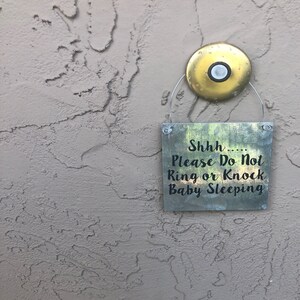 Shhh.....
Please Do Not
Ring or Knock
Baby Sleeping